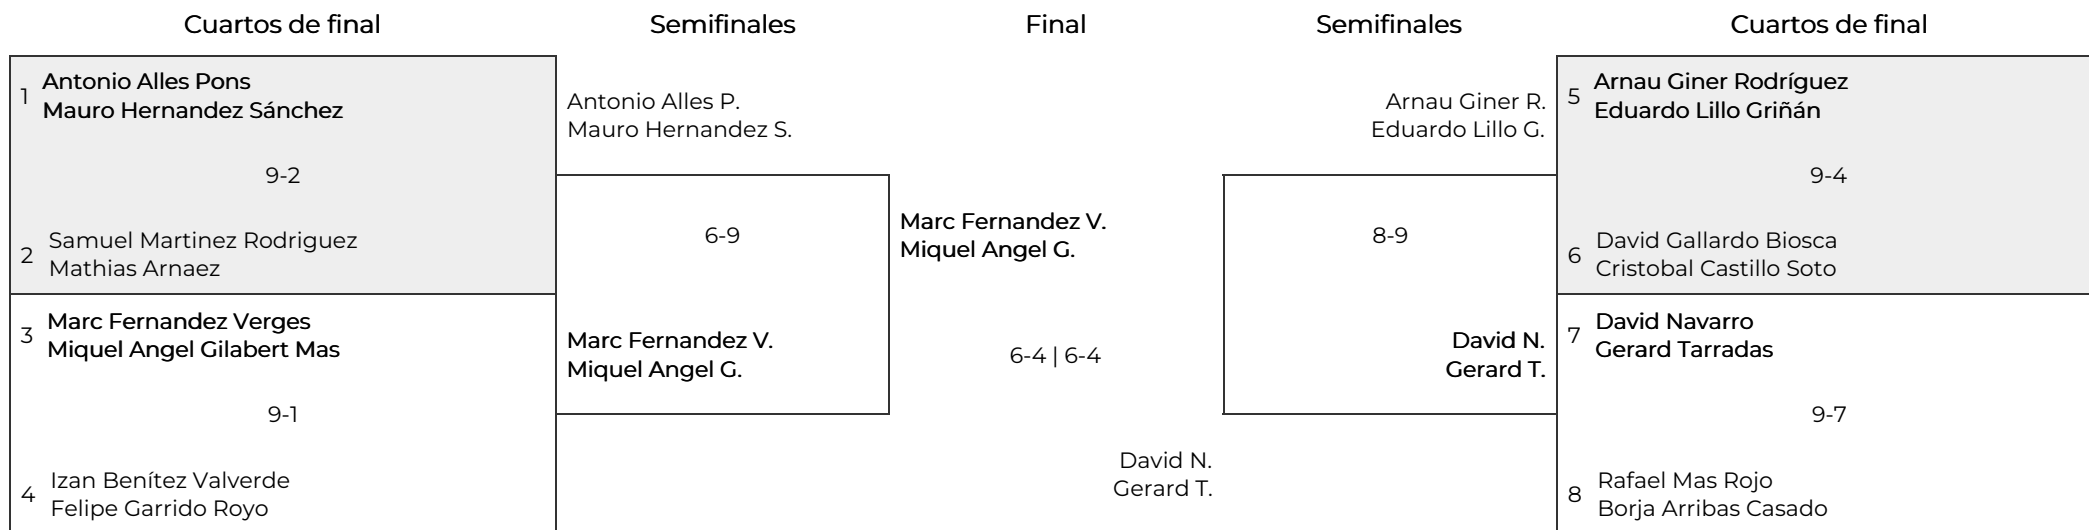 Cuartos de final
Semifinales
Final
Semifinales
Cuartos de final
1
Antonio Alles Pons
Mauro Hernandez Sánchez
9-2
2
Samuel Martinez Rodriguez
Mathias Arnaez
3
Marc Fernandez Verges
Miquel Angel Gilabert Mas
9-1
4
Izan Benítez Valverde
Felipe Garrido Royo
Antonio Alles P.
Mauro Hernandez S.
6-9
Marc Fernandez V.
Miquel Angel G.
Marc Fernandez V.
Miquel Angel G.
6-4 | 6-4
David N.
Gerard T.
Arnau Giner R.
Eduardo Lillo G.
8-9
David N.
Gerard T.
5
Arnau Giner Rodríguez
Eduardo Lillo Griñán
9-4
6
David Gallardo Biosca
Cristobal Castillo Soto
7
David Navarro
Gerard Tarradas
9-7
8
Rafael Mas Rojo
Borja Arribas Casado